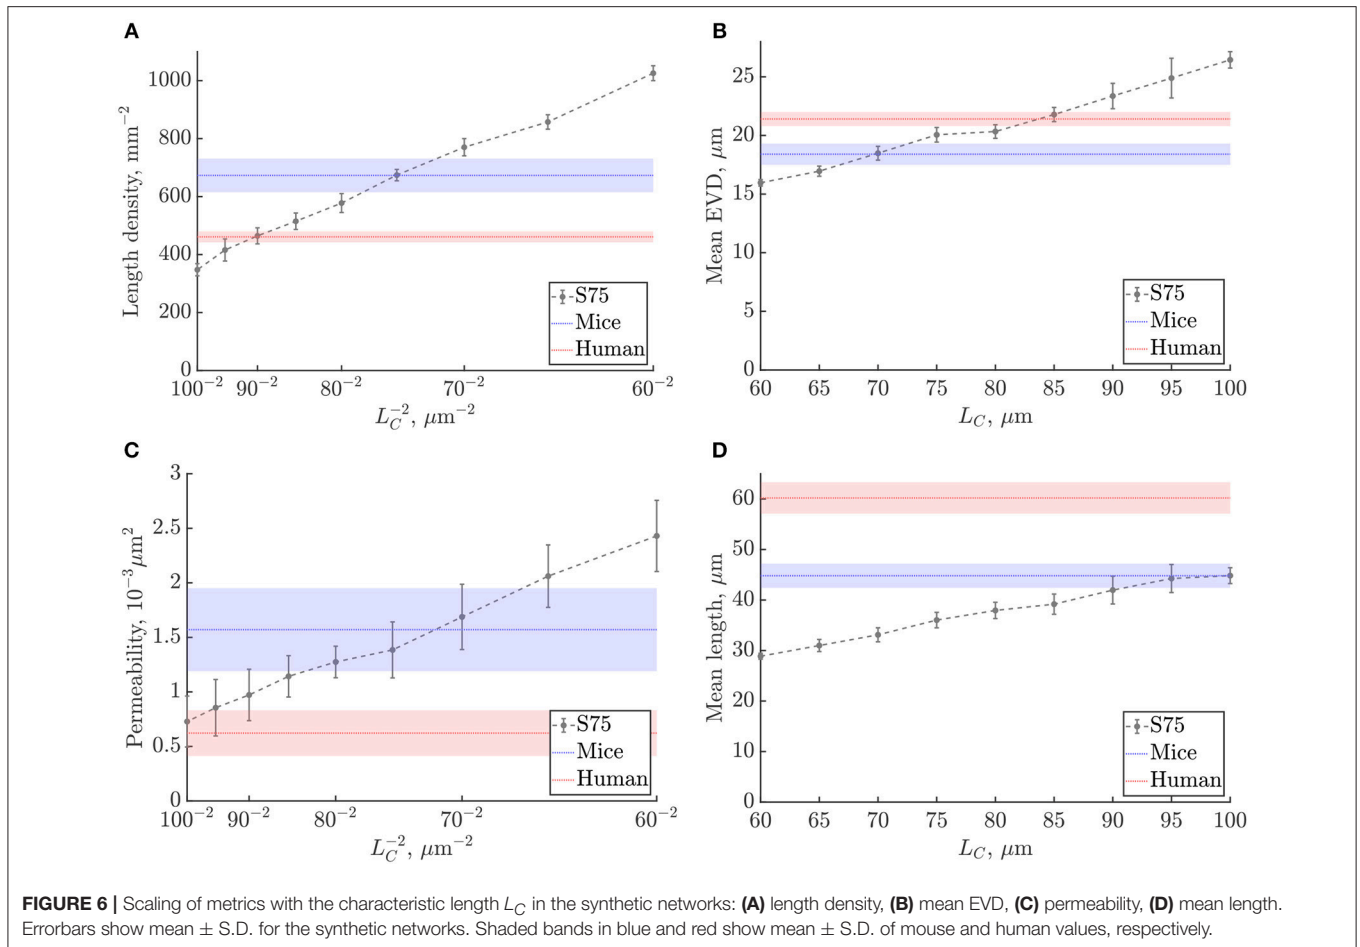 A
1000
800
600
400
200
0
Length density, mm⁻²
100⁻² 90⁻² 80⁻² 70⁻² 60⁻²
L_C⁻², μm⁻²
S75
Mice
Human
B
25
20
15
10
5
0
Mean EVD, μm
60 65 70 75 80 85 90 95 100
L_C, μm
S75
Mice
Human
C
3
2.5
2
1.5
1
0.5
0
Permeability, 10⁻³μm²
100⁻² 90⁻² 80⁻² 70⁻² 60⁻²
L_C⁻², μm⁻²
S75
Mice
Human
D
60
50
40
30
20
10
0
Mean length, μm
60 65 70 75 80 85 90 95 100
L_C, μm
S75
Mice
Human
FIGURE 6 | Scaling of metrics with the characteristic length L_C in the synthetic networks: (A) length density, (B) mean EVD, (C) permeability, (D) mean length.
Errorbars show mean ± S.D. for the synthetic networks. Shaded bands in blue and red show mean ± S.D. of mouse and human values, respectively.